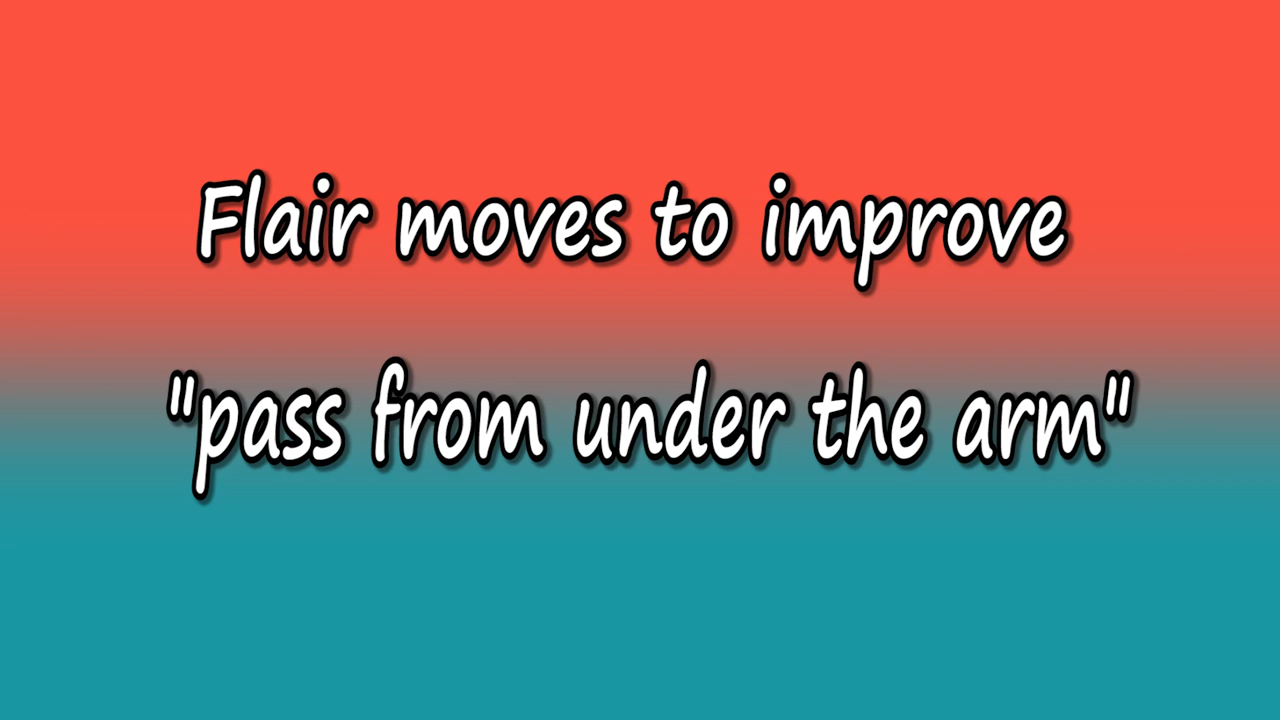 Flair moves to improve
"pass from under the arm"